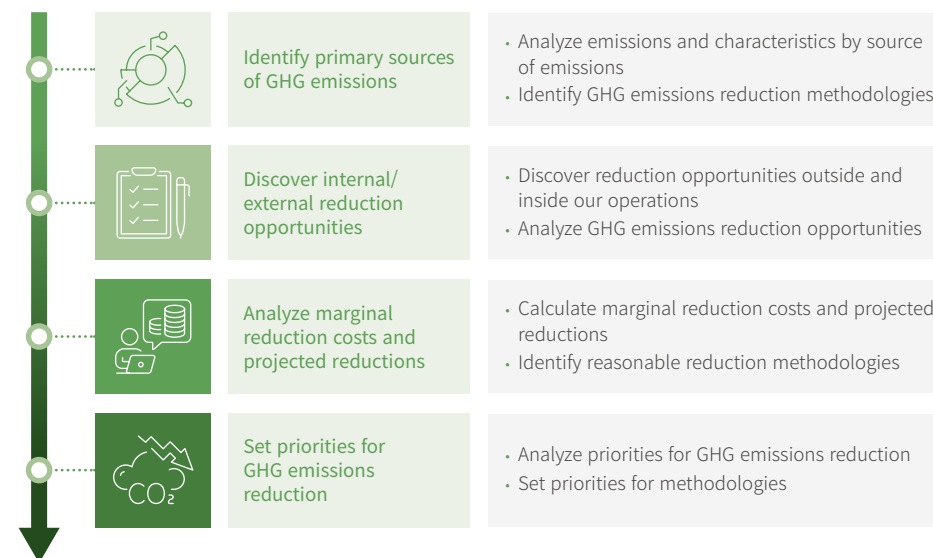 Identify primary sources
of GHG emissions
• Analyze emissions and characteristics by source
of emissions
• Identify GHG emissions reduction methodologies
Discover internal/
external reduction
opportunities
• Discover reduction opportunities outside and
inside our operations
• Analyze GHG emissions reduction opportunities
Analyze marginal
reduction costs and
projected reductions
• Calculate marginal reduction costs and projected
reductions
• Identify reasonable reduction methodologies
CO₂
Set priorities for
GHG emissions
reduction
• Analyze priorities for GHG emissions reduction
• Set priorities for methodologies